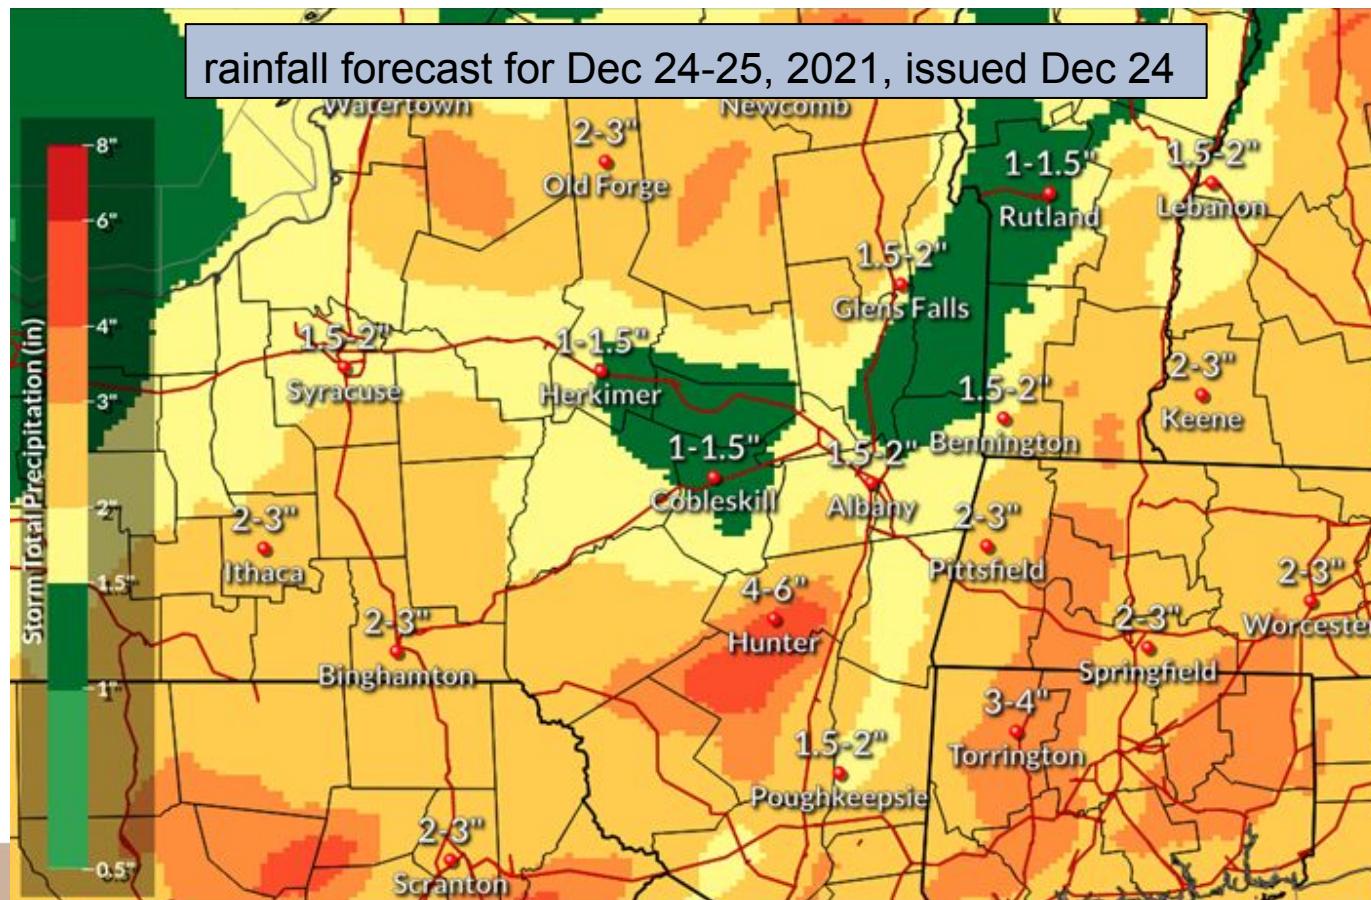 rainfall forecast for Dec 24-25, 2021, issued Dec 24
Watertown
Newcomb
2-3"
Old Forge
1-1.5"
Rutland
1.5-2"
Lebanon
1.5-2"
Glens Falls
1.5-2"
Syracuse
1-1.5"
Herkimer
1.5-2"
Bennington
2-3"
Keene
1-1.5"
Cobleskill
1.5-2"
Albany
2-3"
Ithaca
2-3"
Pittsfield
2-3"
Binghamton
4-6"
Hunter
2-3"
Springfield
2-3"
Worcester
3-4"
Torrington
1.5-2"
Poughkeepsie
2-3"
Scranton
Storm Total Precipitation (in)
8"
6"
4"
3"
2"
1.5"
1"
0.5"